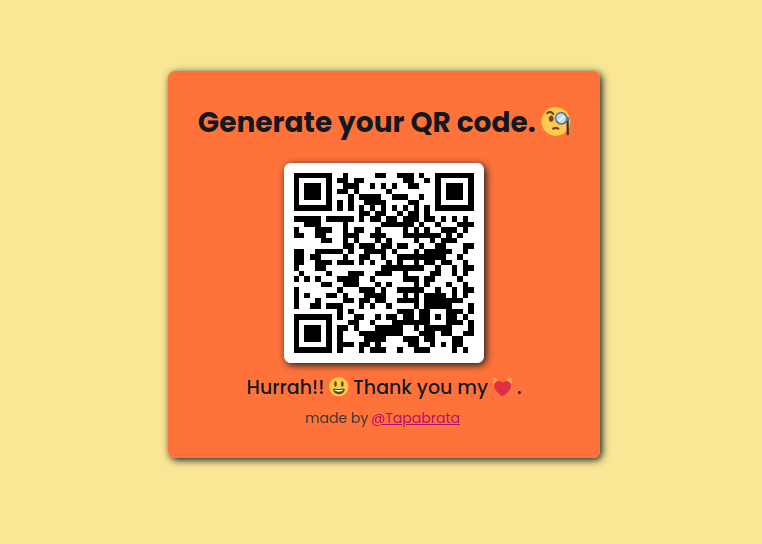 Generate your QR code. 🧐
Hurrah!! 😃 Thank you my 💓 .
made by @Tapabrata